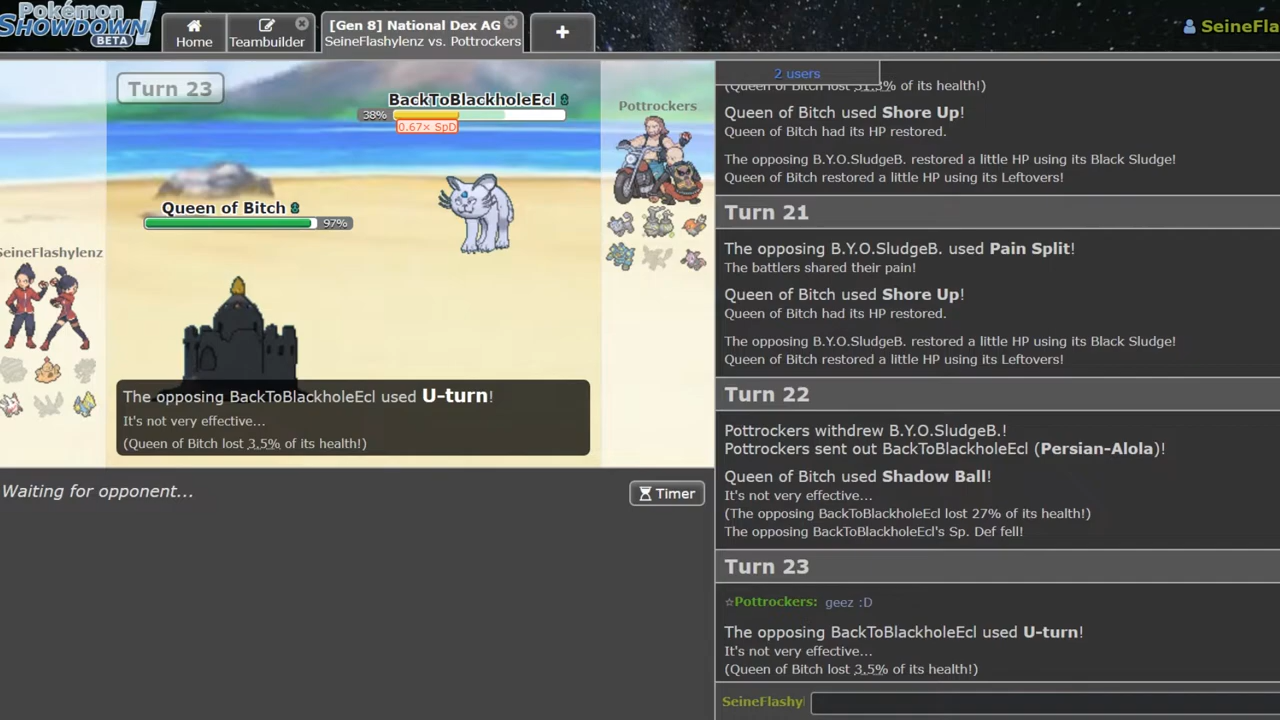 Pokémon
SHOWDOWN!
BETA
Home
Teambuilder
[Gen 8] National Dex AG
SeineFlashylenz vs. Pottrockers
+
SeineFla
Turn 23
BackToBlackholeEcl
38%
0.67× SpD
Queen of Bitch
97%
SeineFlashylenz
Pottrockers
The opposing BackToBlackholeEcl used U-turn!
It's not very effective...
(Queen of Bitch lost 3.5% of its health!)
Waiting for opponent...
Timer
2 users
(Queen of Bitch lost 31.3% of its health!)
Queen of Bitch used Shore Up!
Queen of Bitch had its HP restored.
The opposing B.Y.O.SludgeB. restored a little HP using its Black Sludge!
Queen of Bitch restored a little HP using its Leftovers!
Turn 21
The opposing B.Y.O.SludgeB. used Pain Split!
The battlers shared their pain!
Queen of Bitch used Shore Up!
Queen of Bitch had its HP restored.
The opposing B.Y.O.SludgeB. restored a little HP using its Black Sludge!
Queen of Bitch restored a little HP using its Leftovers!
Turn 22
Pottrockers withdrew B.Y.O.SludgeB.!
Pottrockers sent out BackToBlackholeEcl (Persian-Alola)!
Queen of Bitch used Shadow Ball!
It's not very effective...
(The opposing BackToBlackholeEcl lost 27% of its health!)
The opposing BackToBlackholeEcl's Sp. Def fell!
Turn 23
☆Pottrockers: geez :D
The opposing BackToBlackholeEcl used U-turn!
It's not very effective...
(Queen of Bitch lost 3.5% of its health!)
SeineFlashy